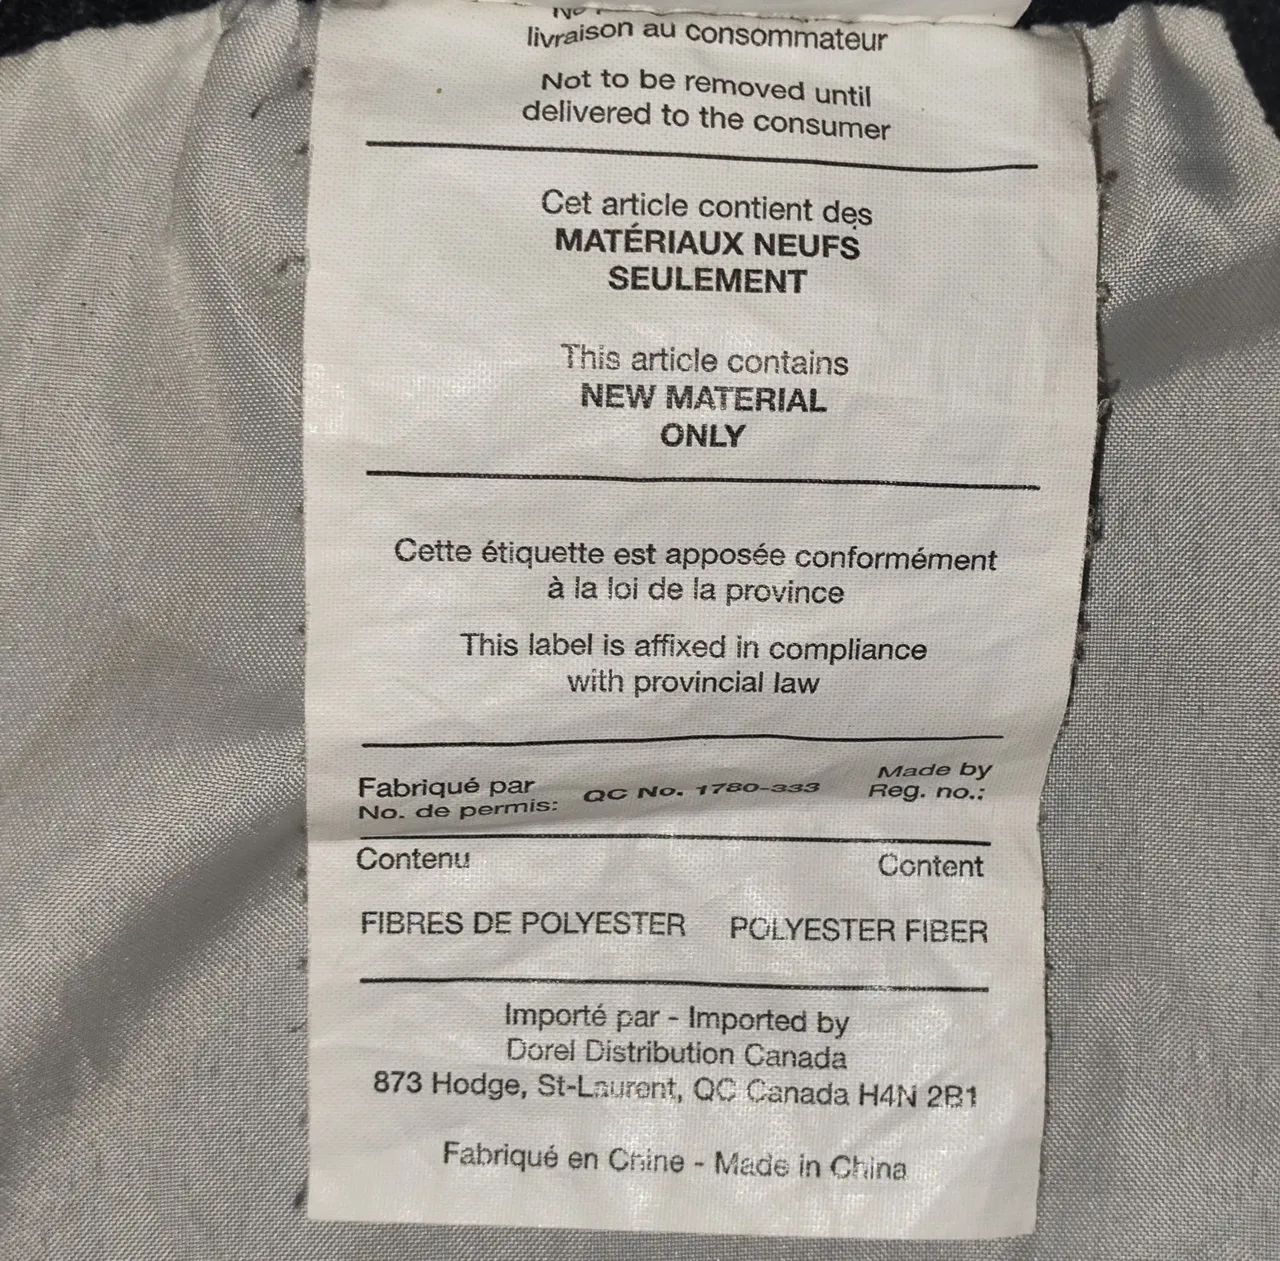 livraison au consommateur
Not to be removed until
delivered to the consumer
Cet article contient des
MATÉRIAUX NEUFS
SEULEMENT
This article contains
NEW MATERIAL
ONLY
Cette étiquette est apposée conformément
à la loi de la province
This label is affixed in compliance
with provincial law
Fabriqué par
No. de permis:
QC No. 1780-333
Made by
Reg. no.:
Contenu Content
FIBRES DE POLYESTER POLYESTER FIBER
Importé par - Imported by
Dorel Distribution Canada
873 Hodge, St-Laurent, QC Canada H4N 2B1
Fabriqué en Chine - Made in China